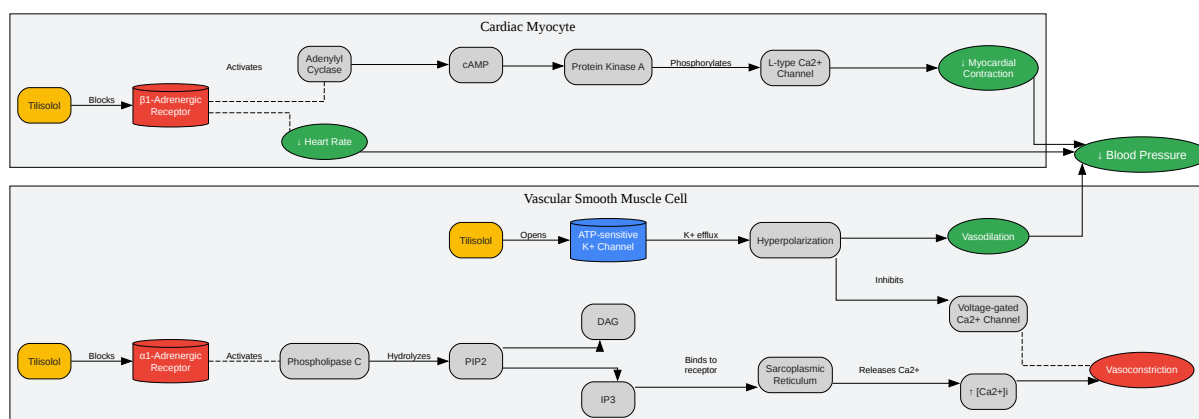 Cardiac Myocyte
Activates
Adenylyl
Cyclase
cAMP
Protein Kinase A
Phosphorylates
L-type Ca2+
Channel
↓ Myocardial
Contraction
Tilisolol
Blocks
β1-Adrenergic
Receptor
↓ Heart Rate
↓ Blood Pressure
Vascular Smooth Muscle Cell
Tilisolol
Opens
ATP-sensitive
K+ Channel
K+ efflux
Hyperpolarization
Vasodilation
Inhibits
Voltage-gated
Ca2+ Channel
DAG
Tilisolol
Blocks
α1-Adrenergic
Receptor
Activates
Phospholipase C
Hydrolyzes
PIP2
Binds to
receptor
Sarcoplasmic
Reticulum
Releases Ca2+
Vasoconstriction
IP3
↑ [Ca2+]i